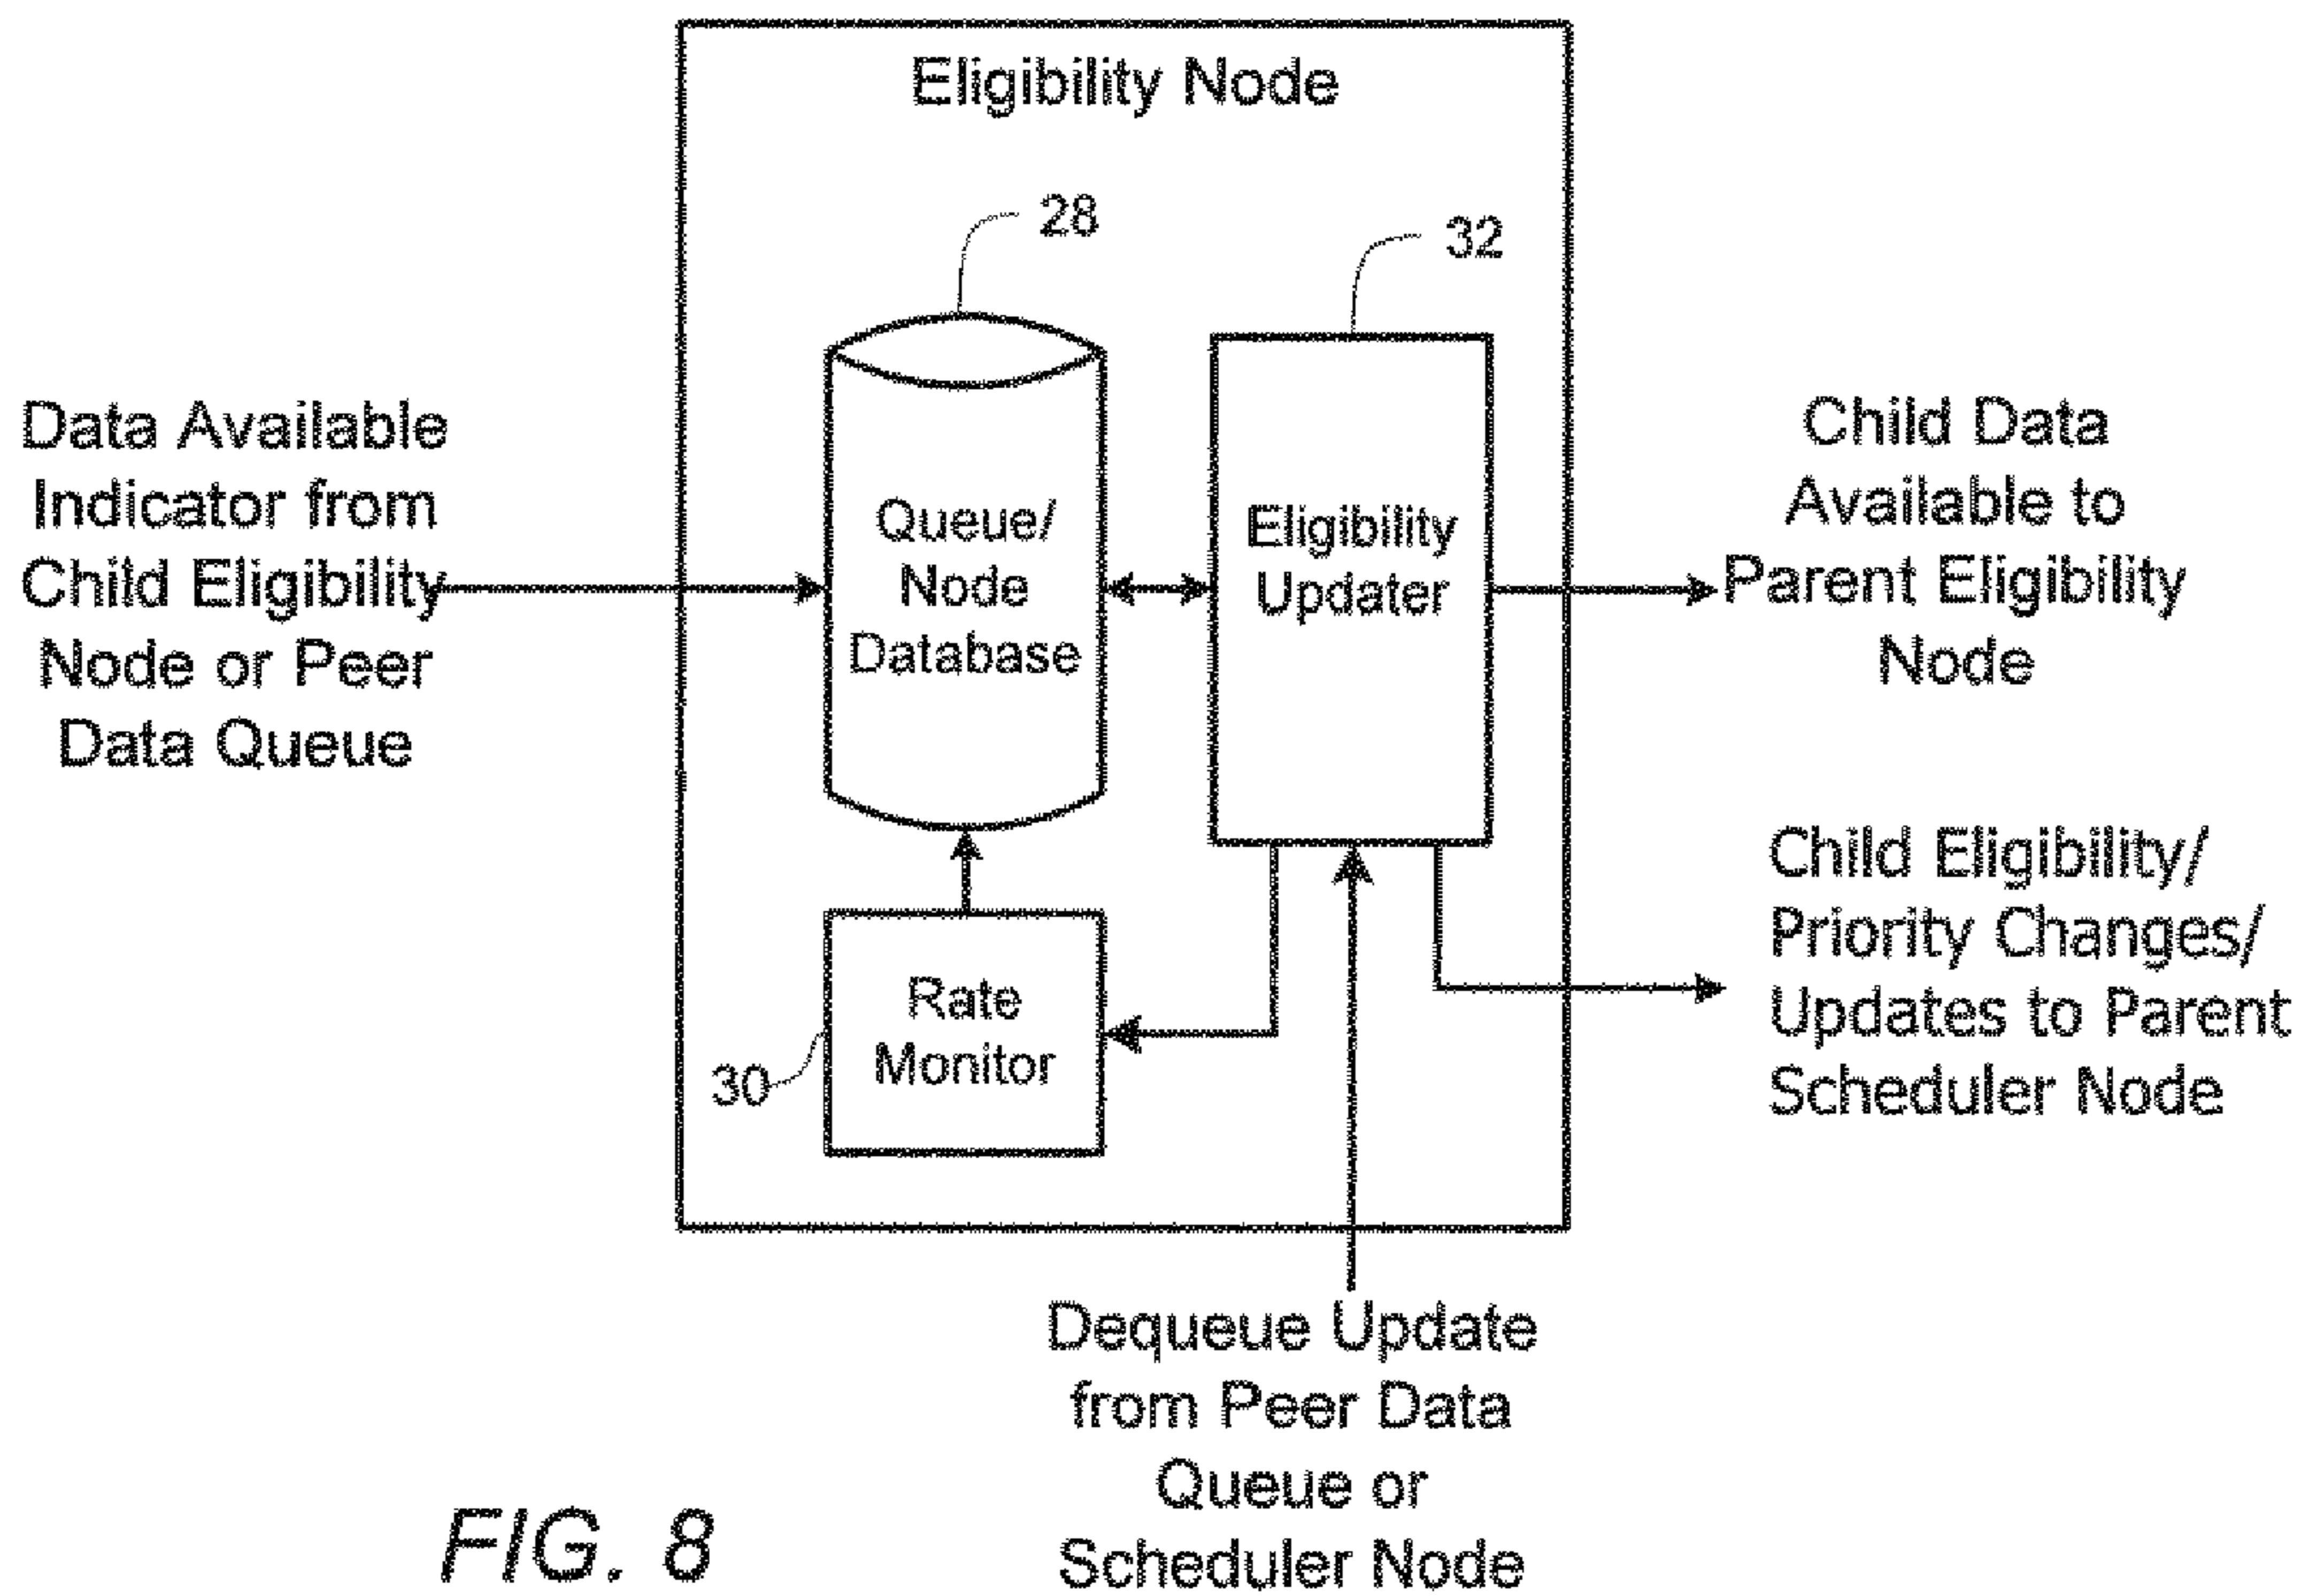 Eligibility Node
28
32
Data Available
Indicator from
Child Eligibility
Node or Peer
Data Queue
Queue/
Node
Database
Eligibility
Updater
Child Data
Available to
Parent Eligibility
Node
Child Eligibility/
Priority Changes/
Updates to Parent
Scheduler Node
Rate
Monitor
30
Dequeue Update
from Peer Data
Queue or
Scheduler Node
FIG. 8